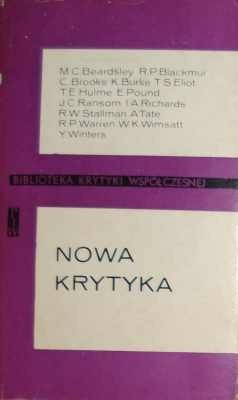 M.C. Beardsley R.P. Blackmur
C. Brooks K. Burke T.S. Eliot
T.E. Hulme E. Pound
J.C. Ransom I.A. Richards
R.W. Stallman A. Tate
R.P. Warren W.K. Wimsatt
Y. Winters
BIBLIOTEKA KRYTYKI WSPÓŁCZESNEJ
NOWA
KRYTYKA